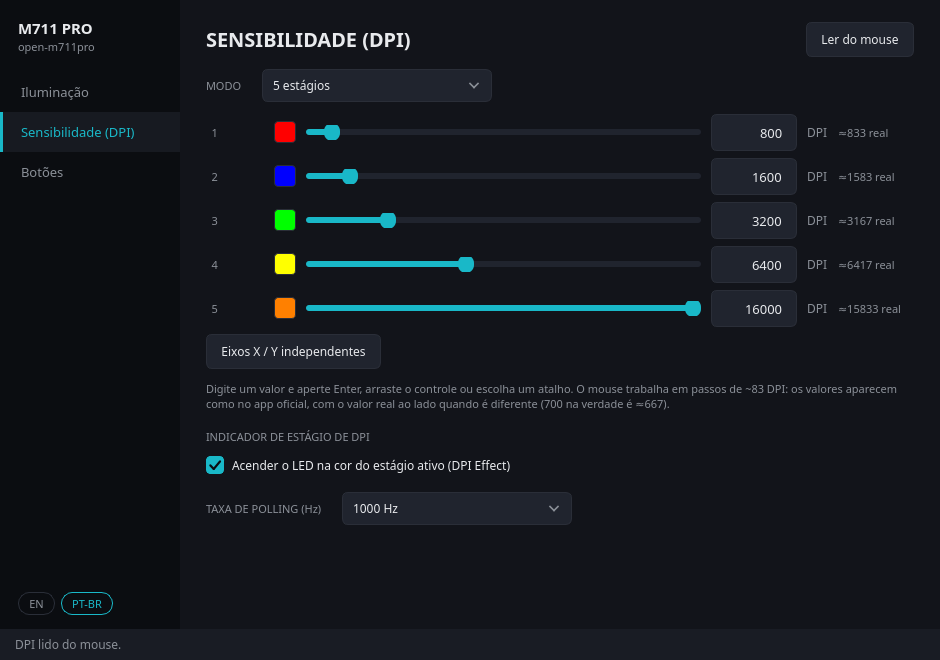 M711 PRO
open-m711pro
Iluminação
Sensibilidade (DPI)
Botões
EN
PT-BR
SENSIBILIDADE (DPI)
Ler do mouse
MODO
5 estágios
1 800 DPI ≈833 real
2 1600 DPI ≈1583 real
3 3200 DPI ≈3167 real
4 6400 DPI ≈6417 real
5 16000 DPI ≈15833 real
Eixos X / Y independentes
Digite um valor e aperte Enter, arraste o controle ou escolha um atalho. O mouse trabalha em passos de ~83 DPI: os valores aparecem
como no app oficial, com o valor real ao lado quando é diferente (700 na verdade é ≈667).
INDICADOR DE ESTÁGIO DE DPI
Acender o LED na cor do estágio ativo (DPI Effect)
TAXA DE POLLING (Hz)
1000 Hz
DPI lido do mouse.